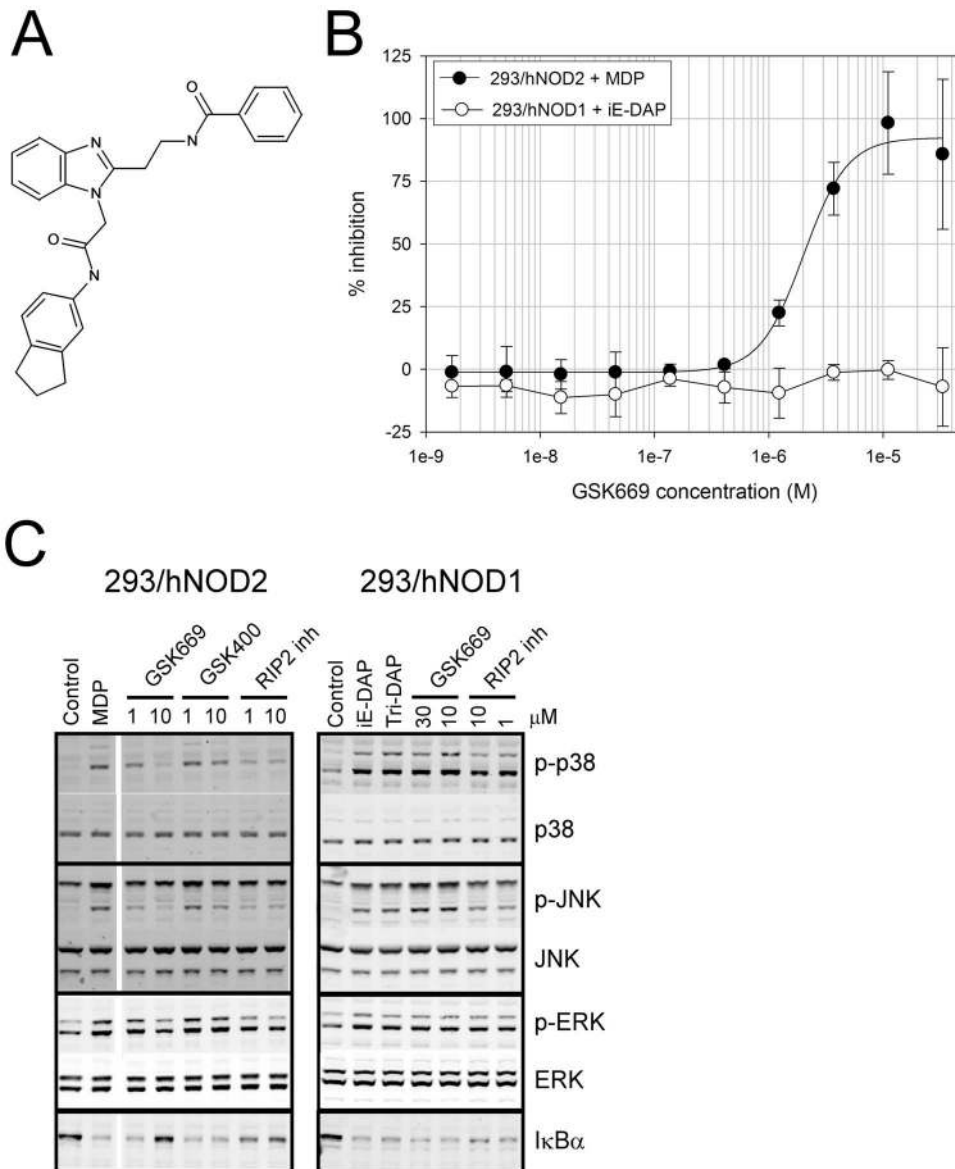 A
O
N
H
N
N
O
N
H
B
125
100
75
50
25
0
-25
% inhibition
293/hNOD2 + MDP
293/hNOD1 + iE-DAP
1e-9 1e-8 1e-7 1e-6 1e-5
GSK669 concentration (M)
C
293/hNOD2 293/hNOD1
Control MDP GSK669 GSK400 RIP2 inh Control iE-DAP Tri-DAP GSK669 RIP2 inh
1 10 1 10 1 10 30 10 10 1 μM
p-p38
p38
p-JNK
JNK
p-ERK
ERK
IκBα